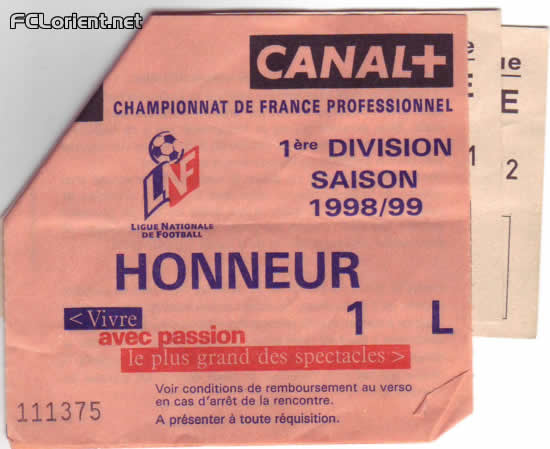 FCLorient.net
CANAL+
CHAMPIONNAT DE FRANCE PROFESSIONNEL
1ère DIVISION
SAISON
1998/99
LNF
LIGUE NATIONALE
DE FOOTBALL
HONNEUR
1 L
< Vivre
avec passion
le plus grand des spectacles >
Voir conditions de remboursement au verso
en cas d'arrêt de la rencontre.
A présenter à toute réquisition.
111375
ue
E
E
1
2